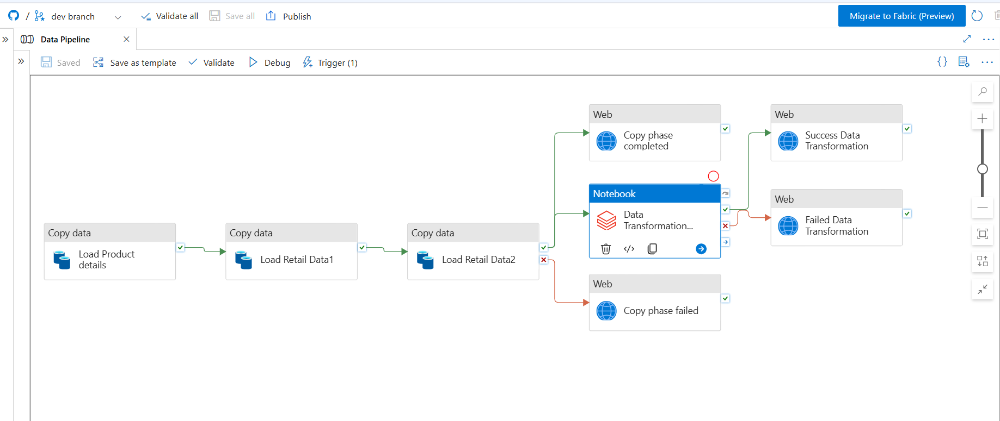 / dev branch
Validate all
Save all
Publish
Migrate to Fabric (Preview)
Data Pipeline
Saved
Save as template
Validate
Debug
Trigger (1)
{}
Web
Copy phase
completed
Web
Success Data
Transformation
Notebook
Data
Transformation...
Web
Failed Data
Transformation
Copy data
Load Product
details
Copy data
Load Retail Data1
Copy data
Load Retail Data2
Web
Copy phase failed